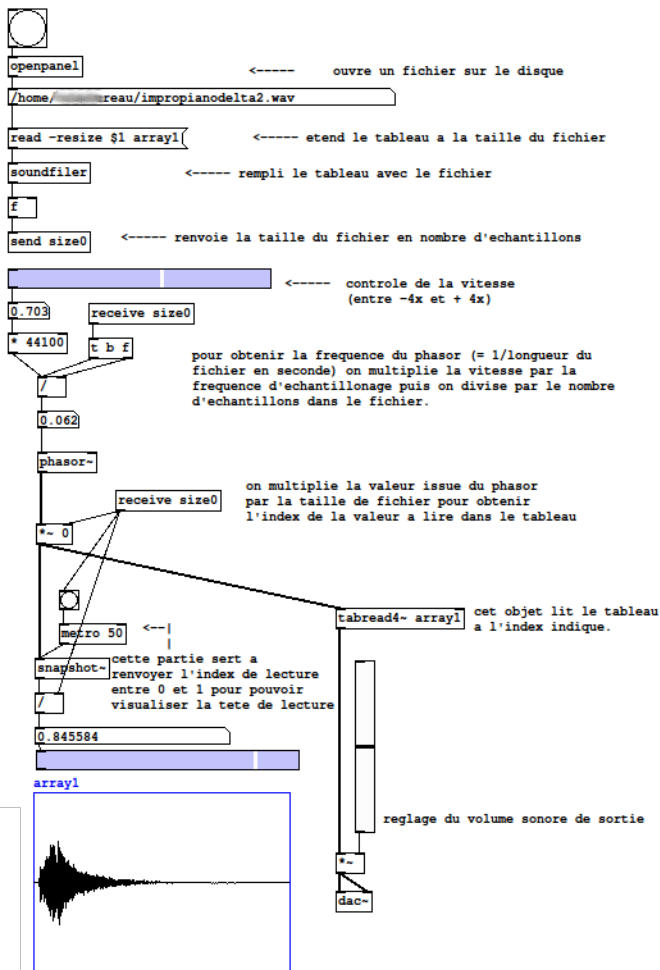 openpanel
<----- ouvre un fichier sur le disque
/home/ reau/impropianodelta2.wav
read -resize $1 array1
<----- etend le tableau a la taille du fichier
soundfiler
<----- rempli le tableau avec le fichier
f
send size0
<----- renvoie la taille du fichier en nombre d'echantillons
<----- controle de la vitesse
(entre -4x et + 4x)
0.703
receive size0
* 44100
t b f
pour obtenir la frequence du phasor (= 1/longueur du
fichier en seconde) on multiplie la vitesse par la
frequence d'echantillonage puis on divise par le nombre
d'echantillons dans le fichier.
/
0.062
phasor~
on multiplie la valeur issue du phasor
par la taille de fichier pour obtenir
l'index de la valeur a lire dans le tableau
receive size0
*~ 0
tabread4~ array1
cet objet lit le tableau
a l'index indique.
metro 50
<--|
|
snapshot~
cette partie sert a
renvoyer l'index de lecture
entre 0 et 1 pour pouvoir
visualiser la tete de lecture
/
0.845584
array1
reglage du volume sonore de sortie
*~
dac~